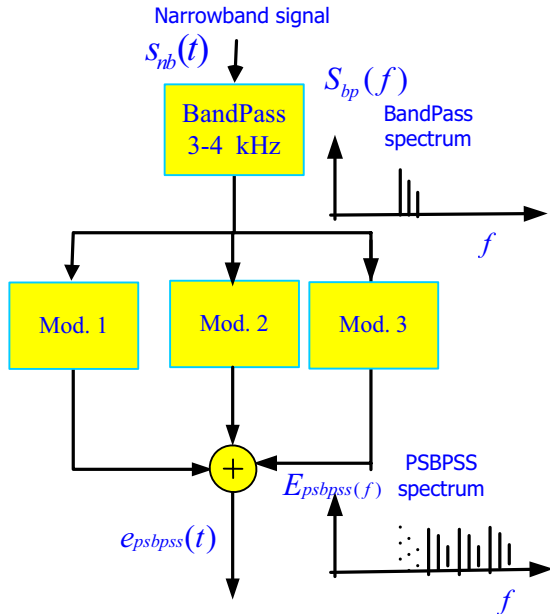 Narrowband signal
s_nb(t)
BandPass
3-4 kHz
S_bp(f)
BandPass
spectrum
f
Mod. 1
Mod. 2
Mod. 3
+
E_psbpss(f)
PSBPSS
spectrum
e_psbpss(t)
f